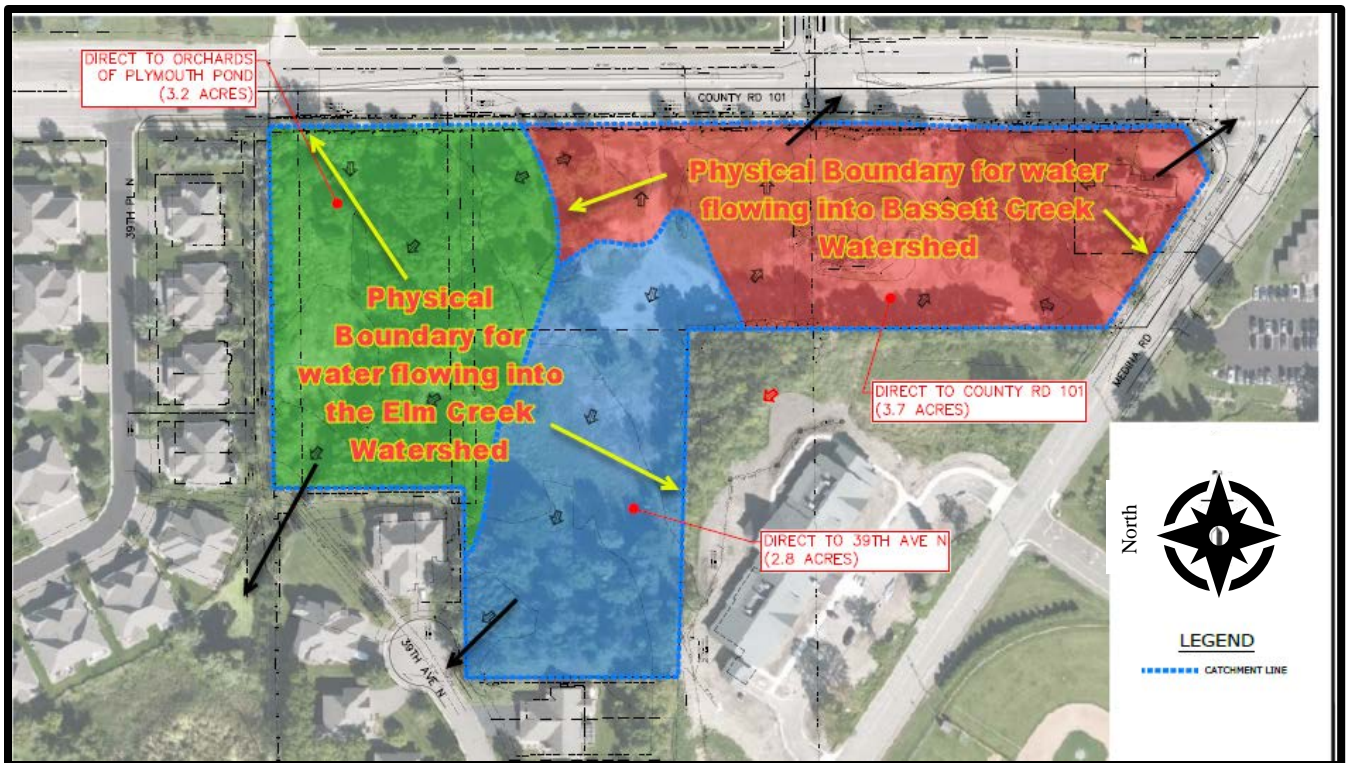 DIRECT TO ORCHARDS
OF PLYMOUTH POND
(3.2 ACRES)
COUNTY RD 101
39TH PL N
Physical Boundary for water
flowing into Bassett Creek
Watershed
Physical
Boundary for
water flowing into
the Elm Creek
Watershed
MEDINA RD
DIRECT TO COUNTY RD 101
(3.7 ACRES)
DIRECT TO 39TH AVE N
(2.8 ACRES)
39TH AVE N
North
LEGEND
CATCHMENT LINE